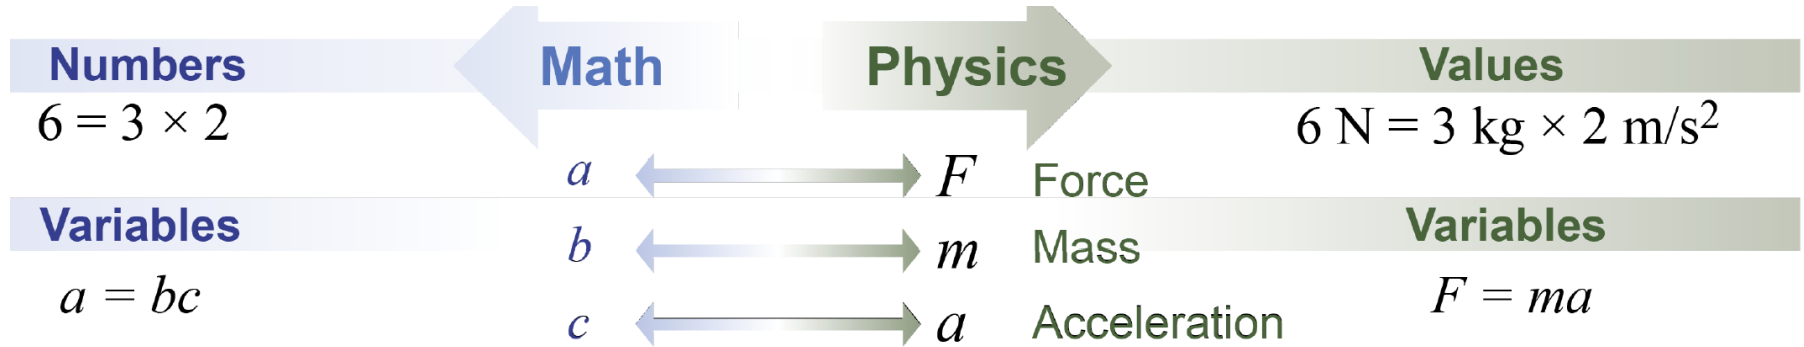 Numbers Math Physics Values
6 = 3 × 2 6 N = 3 kg × 2 m/s²
a F Force
Variables Variables
b m Mass
a = bc F = ma
c a Acceleration